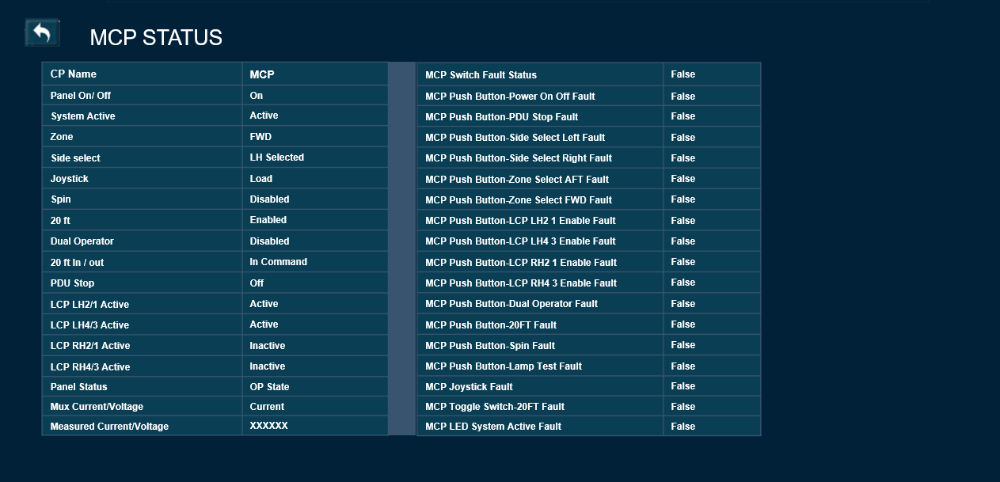 MCP STATUS
CP Name MCP
Panel On/ Off On
System Active Active
Zone FWD
Side select LH Selected
Joystick Load
Spin Disabled
20 ft Enabled
Dual Operator Disabled
20 ft In / out In Command
PDU Stop Off
LCP LH2/1 Active Active
LCP LH4/3 Active Active
LCP RH2/1 Active Inactive
LCP RH4/3 Active Inactive
Panel Status OP State
Mux Current/Voltage Current
Measured Current/Voltage XXXXXX
MCP Switch Fault Status False
MCP Push Button-Power On Off Fault False
MCP Push Button-PDU Stop Fault False
MCP Push Button-Side Select Left Fault False
MCP Push Button-Side Select Right Fault False
MCP Push Button-Zone Select AFT Fault False
MCP Push Button-Zone Select FWD Fault False
MCP Push Button-LCP LH2 1 Enable Fault False
MCP Push Button-LCP LH4 3 Enable Fault False
MCP Push Button-LCP RH2 1 Enable Fault False
MCP Push Button-LCP RH4 3 Enable Fault False
MCP Push Button-Dual Operator Fault False
MCP Push Button-20FT Fault False
MCP Push Button-Spin Fault False
MCP Push Button-Lamp Test Fault False
MCP Joystick Fault False
MCP Toggle Switch-20FT Fault False
MCP LED System Active Fault False